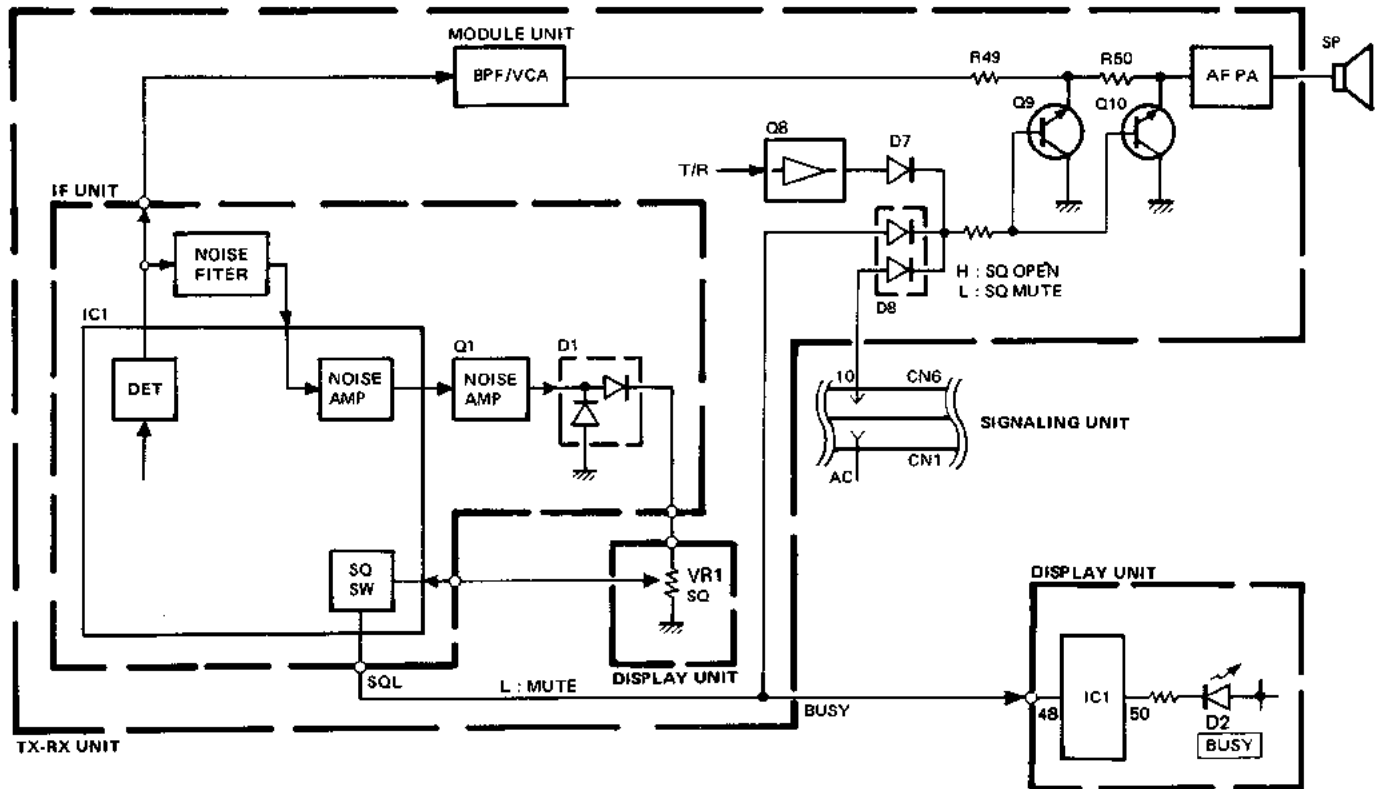 MODULE UNIT
BPF/VCA
R49
R50
AF PA
SP
Q9
Q10
Q8
D7
T/R
IF UNIT
NOISE
FITER
H : SQ OPEN
L : SQ MUTE
D8
IC1
DET
NOISE
AMP
Q1
NOISE
AMP
D1
10
CN6
SIGNALING UNIT
CN1
AC
SQ
SW
VR1
SQ
DISPLAY UNIT
SQL
L : MUTE
BUSY
TX-RX UNIT
DISPLAY UNIT
48
IC1
50
D2
BUSY